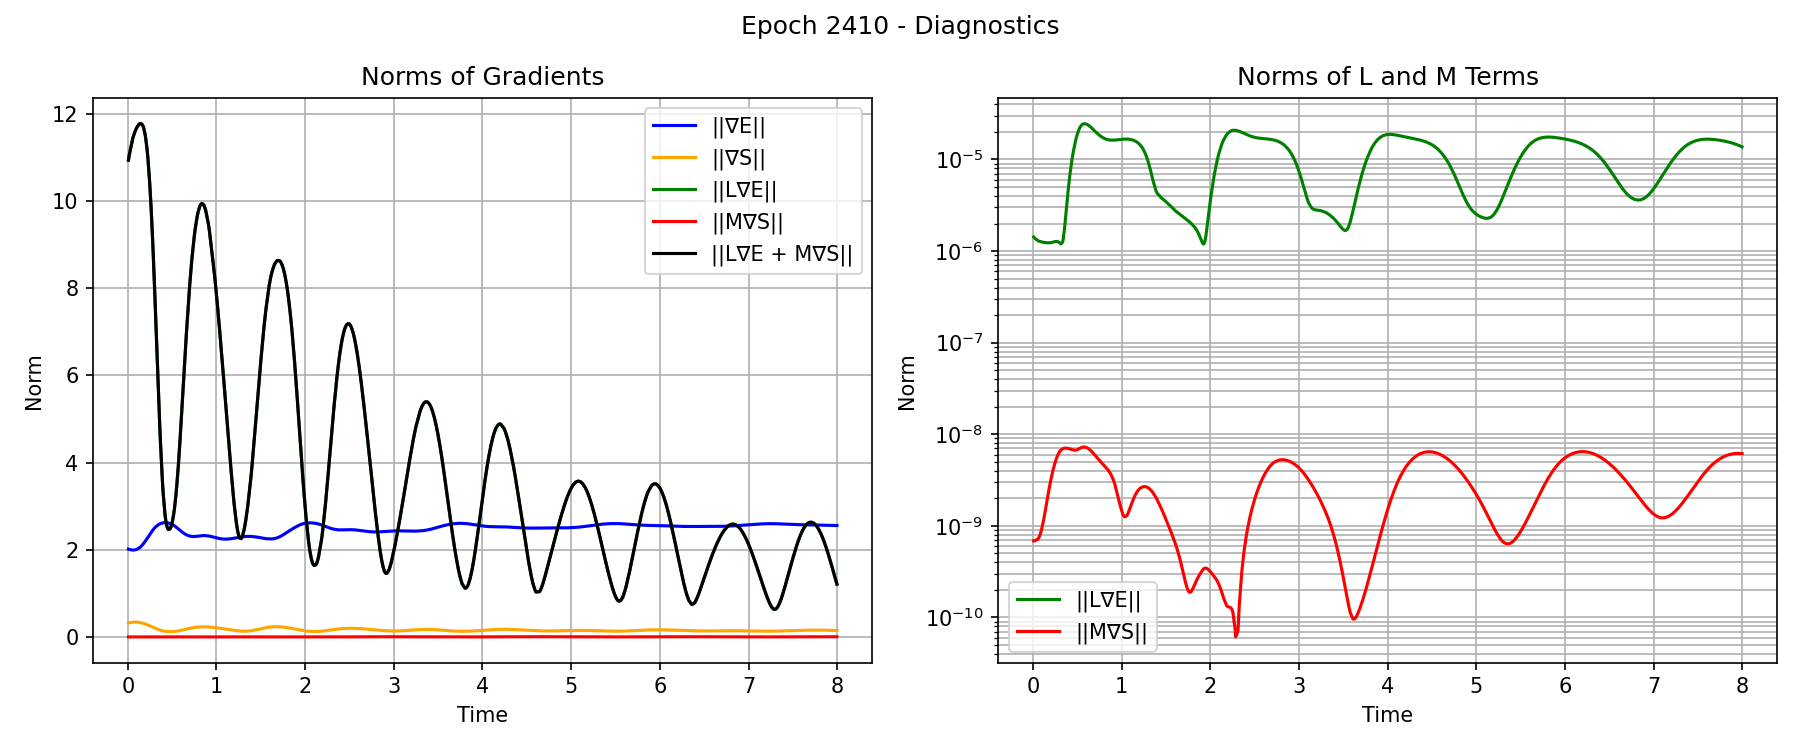 Epoch 2410 - Diagnostics
Norms of Gradients
12
10
8
6
4
2
0
Norm
0 1 2 3 4 5 6 7 8
Time
||∇E||
||∇S||
||L∇E||
||M∇S||
||L∇E + M∇S||
Norms of L and M Terms
10⁻⁵
10⁻⁶
10⁻⁷
10⁻⁸
10⁻⁹
10⁻¹⁰
Norm
0 1 2 3 4 5 6 7 8
Time
||L∇E||
||M∇S||